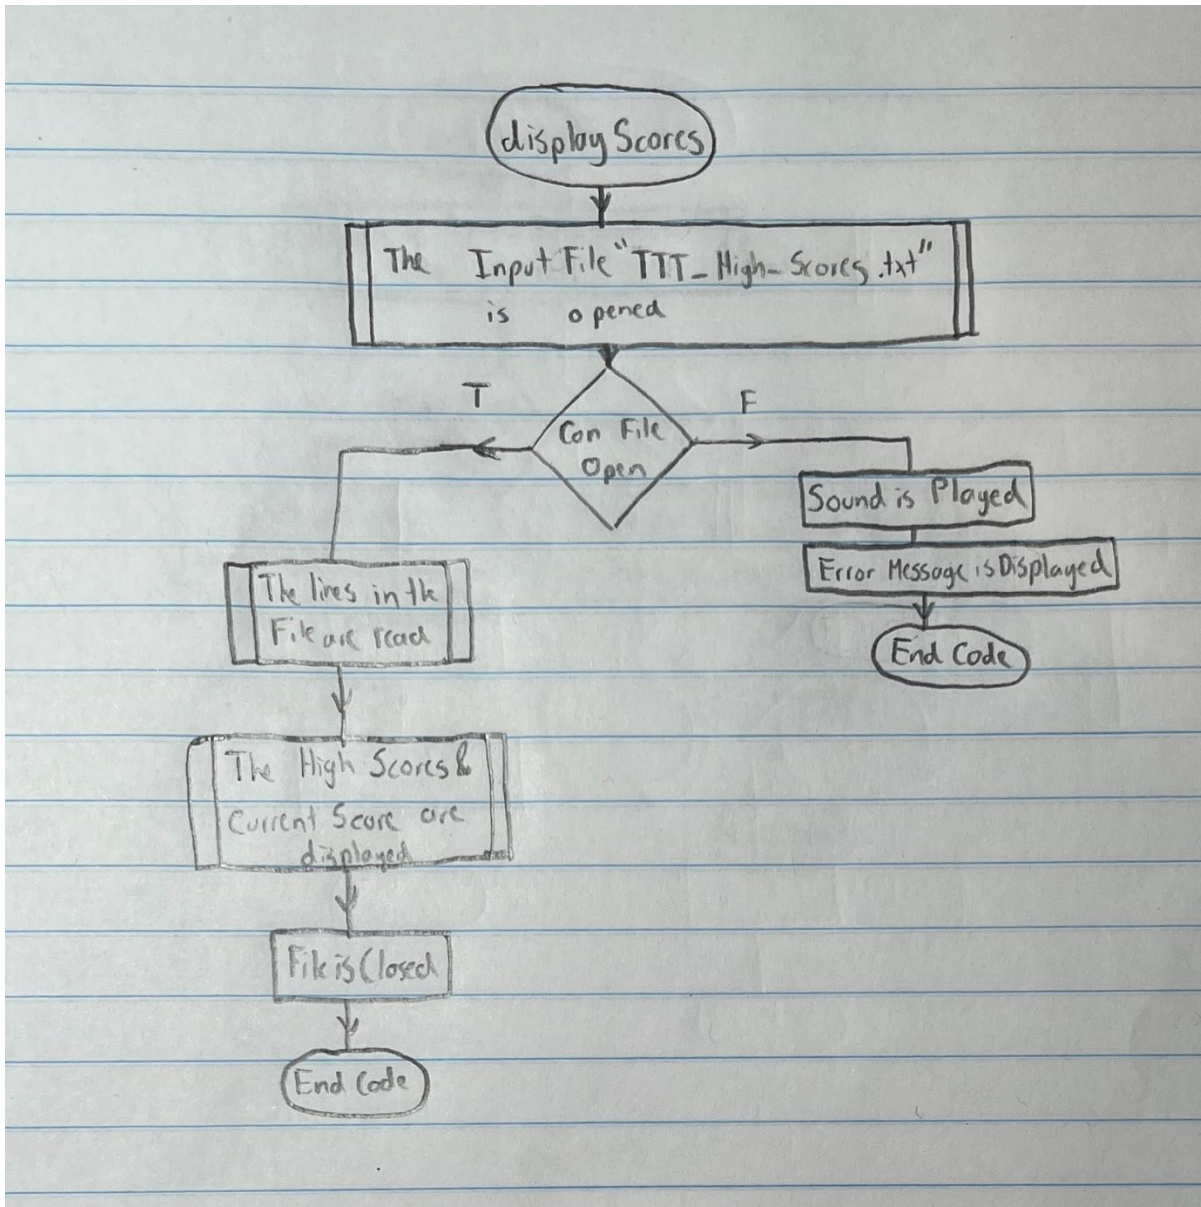 display Scores
The Input File "TTT_High_Scores.txt"
is opened
T
F
Can File
Open
Sound is Played
Error Message is Displayed
End Code
The lines in the
File are read
The High Scores &
Current Score are
displayed
File is Closed
End Code